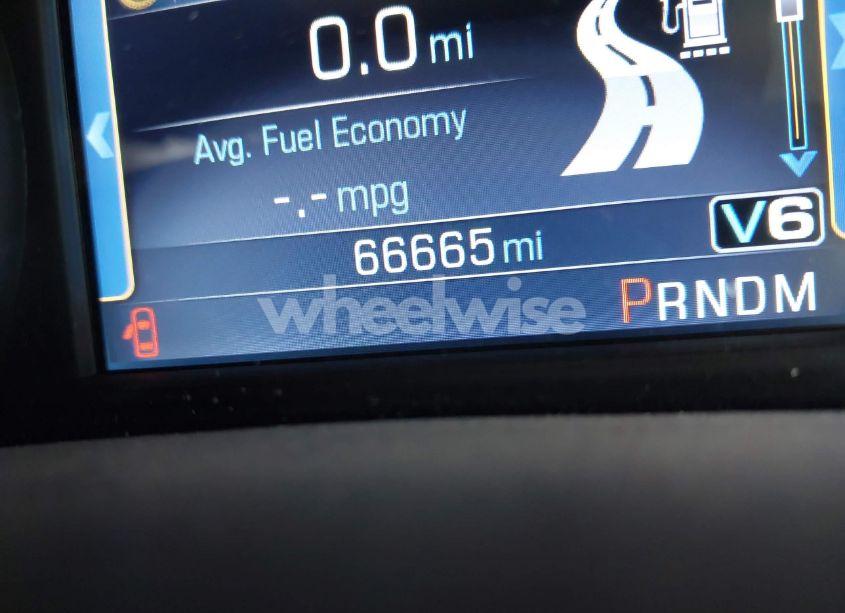 0.0 mi
Avg. Fuel Economy
-.- mpg
66665 mi
V6
wheelwise
PRNDM